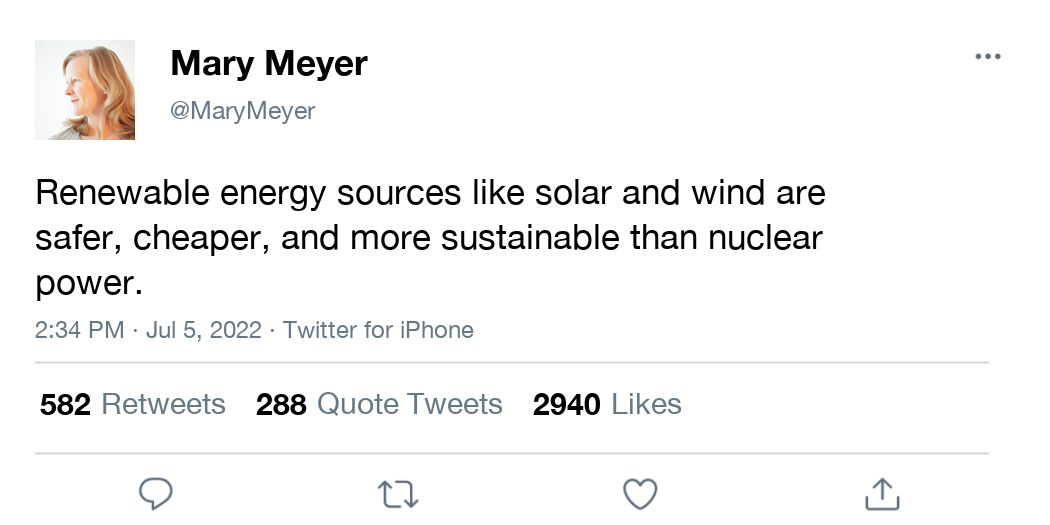 Mary Meyer
@MaryMeyer
Renewable energy sources like solar and wind are
safer, cheaper, and more sustainable than nuclear
power.
2:34 PM · Jul 5, 2022 · Twitter for iPhone
582 Retweets 288 Quote Tweets 2940 Likes